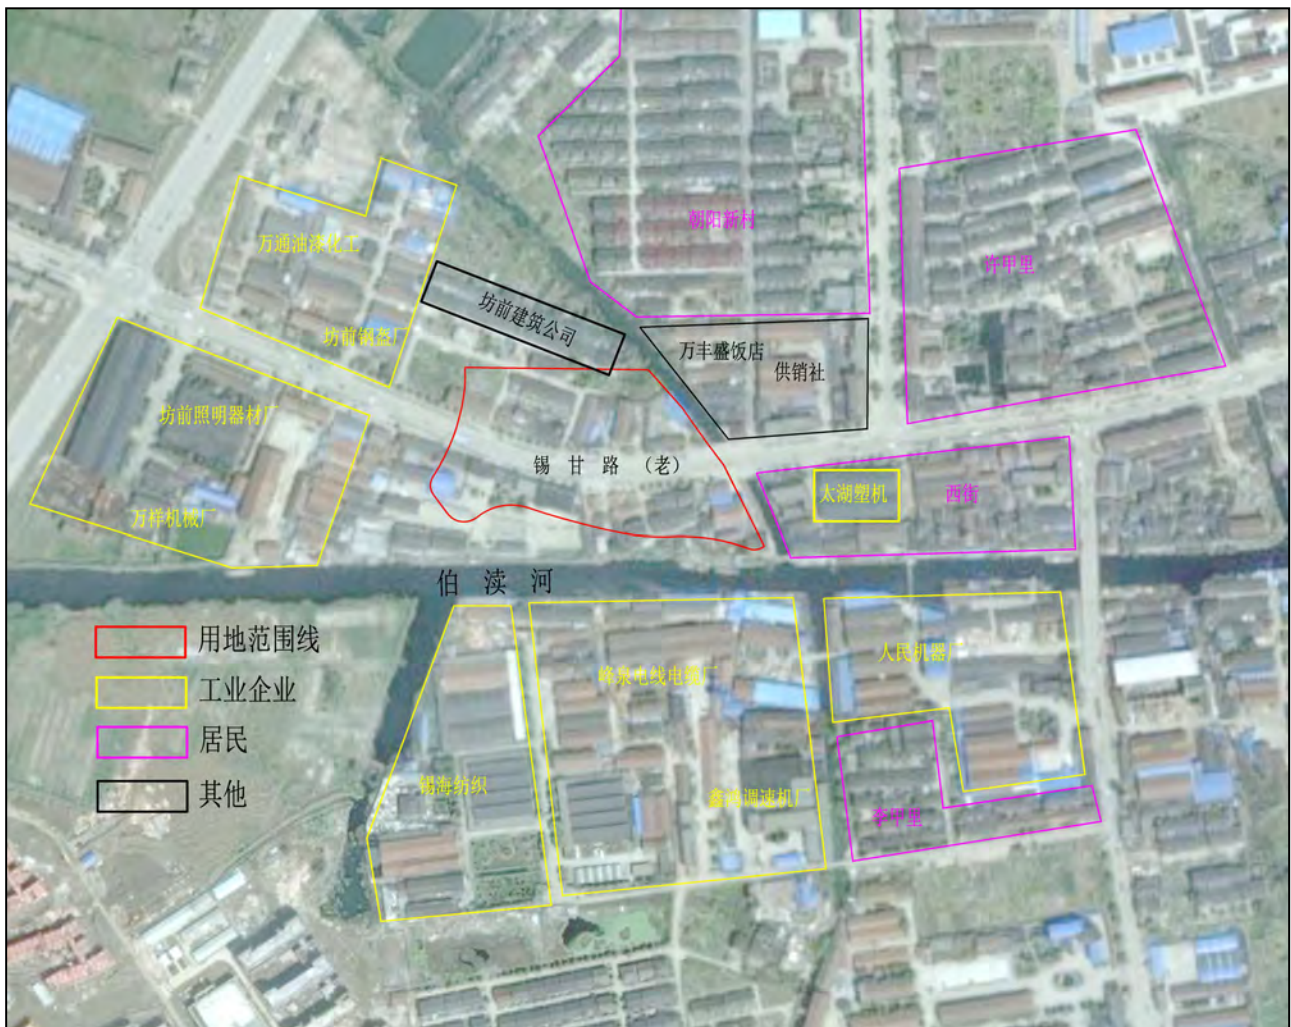 朝阳新村
万通油漆化工
许甲里
坊前建筑公司
坊前钢盔厂
万丰盛饭店
供销社
坊前照明器材厂
锡 甘 路 （老）
太湖塑机
西街
万样机械厂
伯 渎 河
用地范围线
人民机器厂
峰泉电线电缆厂
工业企业
居民
锡海纺织
其他
鑫鸿调速机厂
李甲里